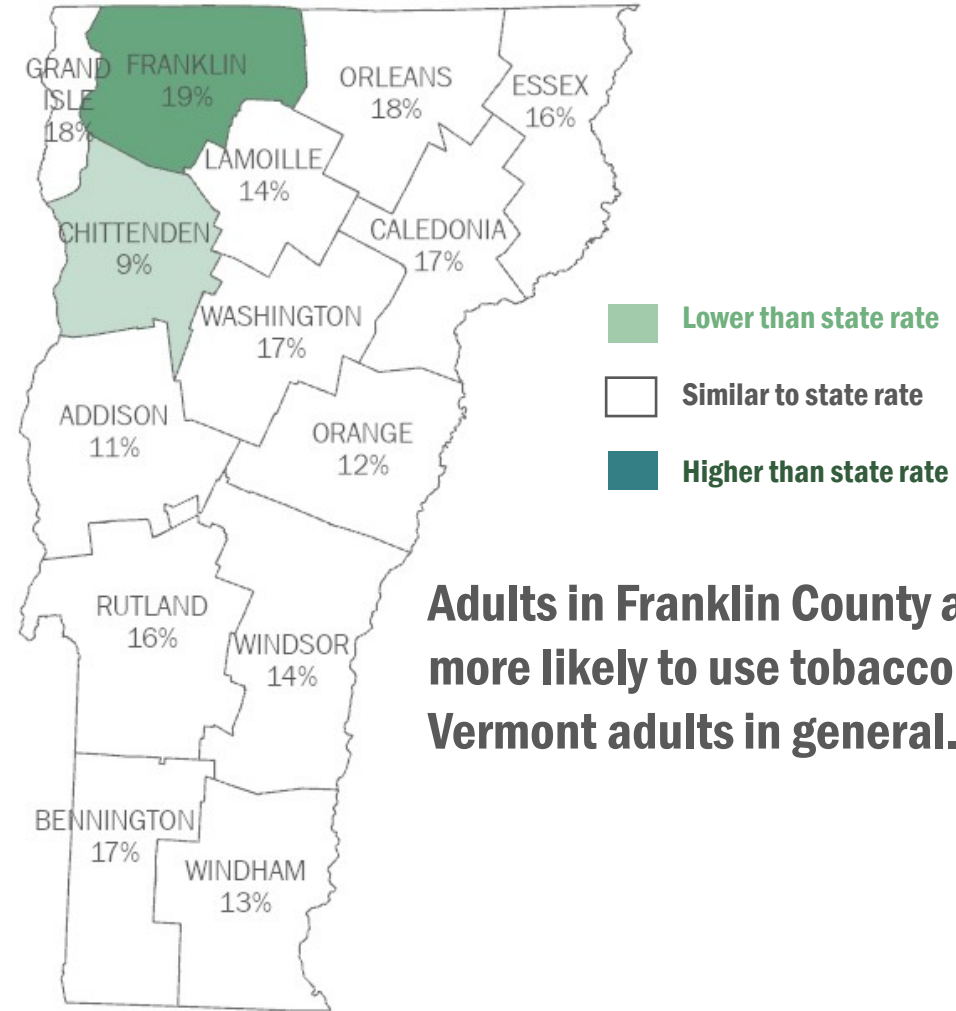 GRAND
ISLE
18%
FRANKLIN
19%
ORLEANS
18%
ESSEX
16%
LAMOILLE
14%
CHITTENDEN
9%
CALEDONIA
17%
WASHINGTON
17%
ADDISON
11%
ORANGE
12%
RUTLAND
16%
WINDSOR
14%
BENNINGTON
17%
WINDHAM
13%
Lower than state rate
Similar to state rate
Higher than state rate
Adults in Franklin County
more likely to use tobacco
Vermont adults in general.